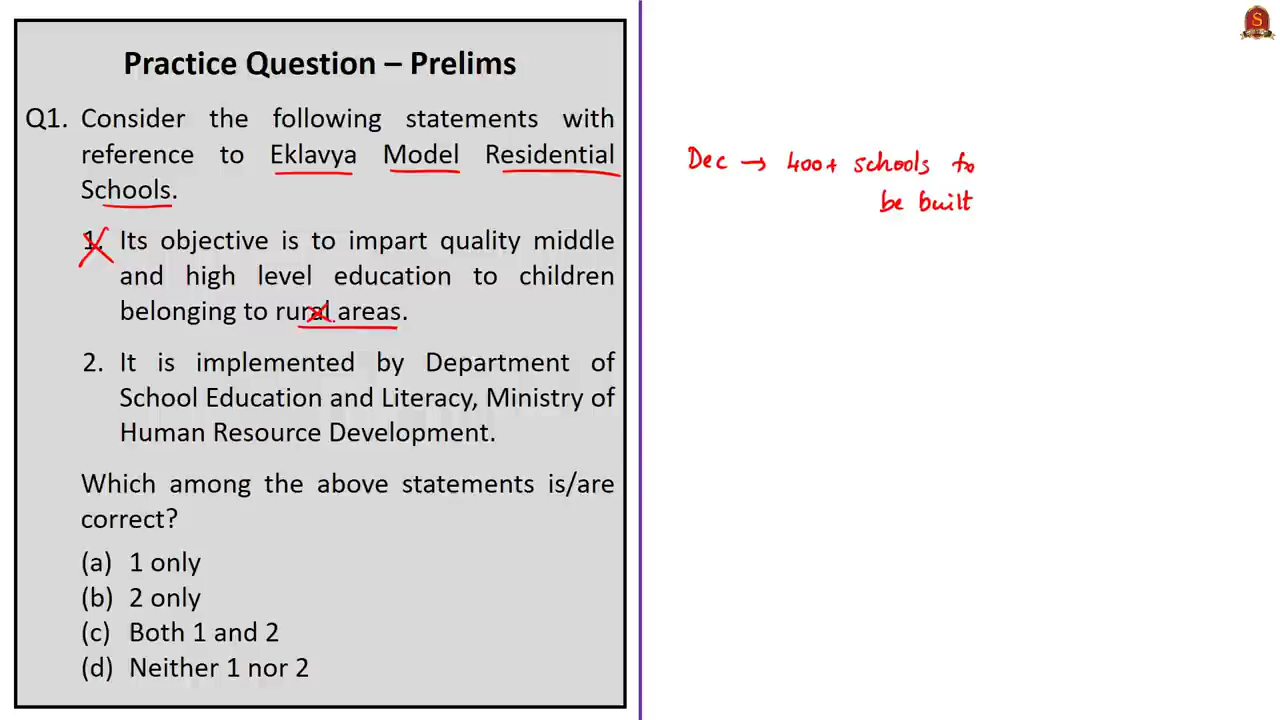 Practice Question – Prelims
Q1. Consider the following statements with
reference to Eklavya Model Residential
Schools.
1. Its objective is to impart quality middle
and high level education to children
belonging to rural areas.
2. It is implemented by Department of
School Education and Literacy, Ministry of
Human Resource Development.
Which among the above statements is/are
correct?
(a) 1 only
(b) 2 only
(c) Both 1 and 2
(d) Neither 1 nor 2
Dec → 400+ schools to
be built
S